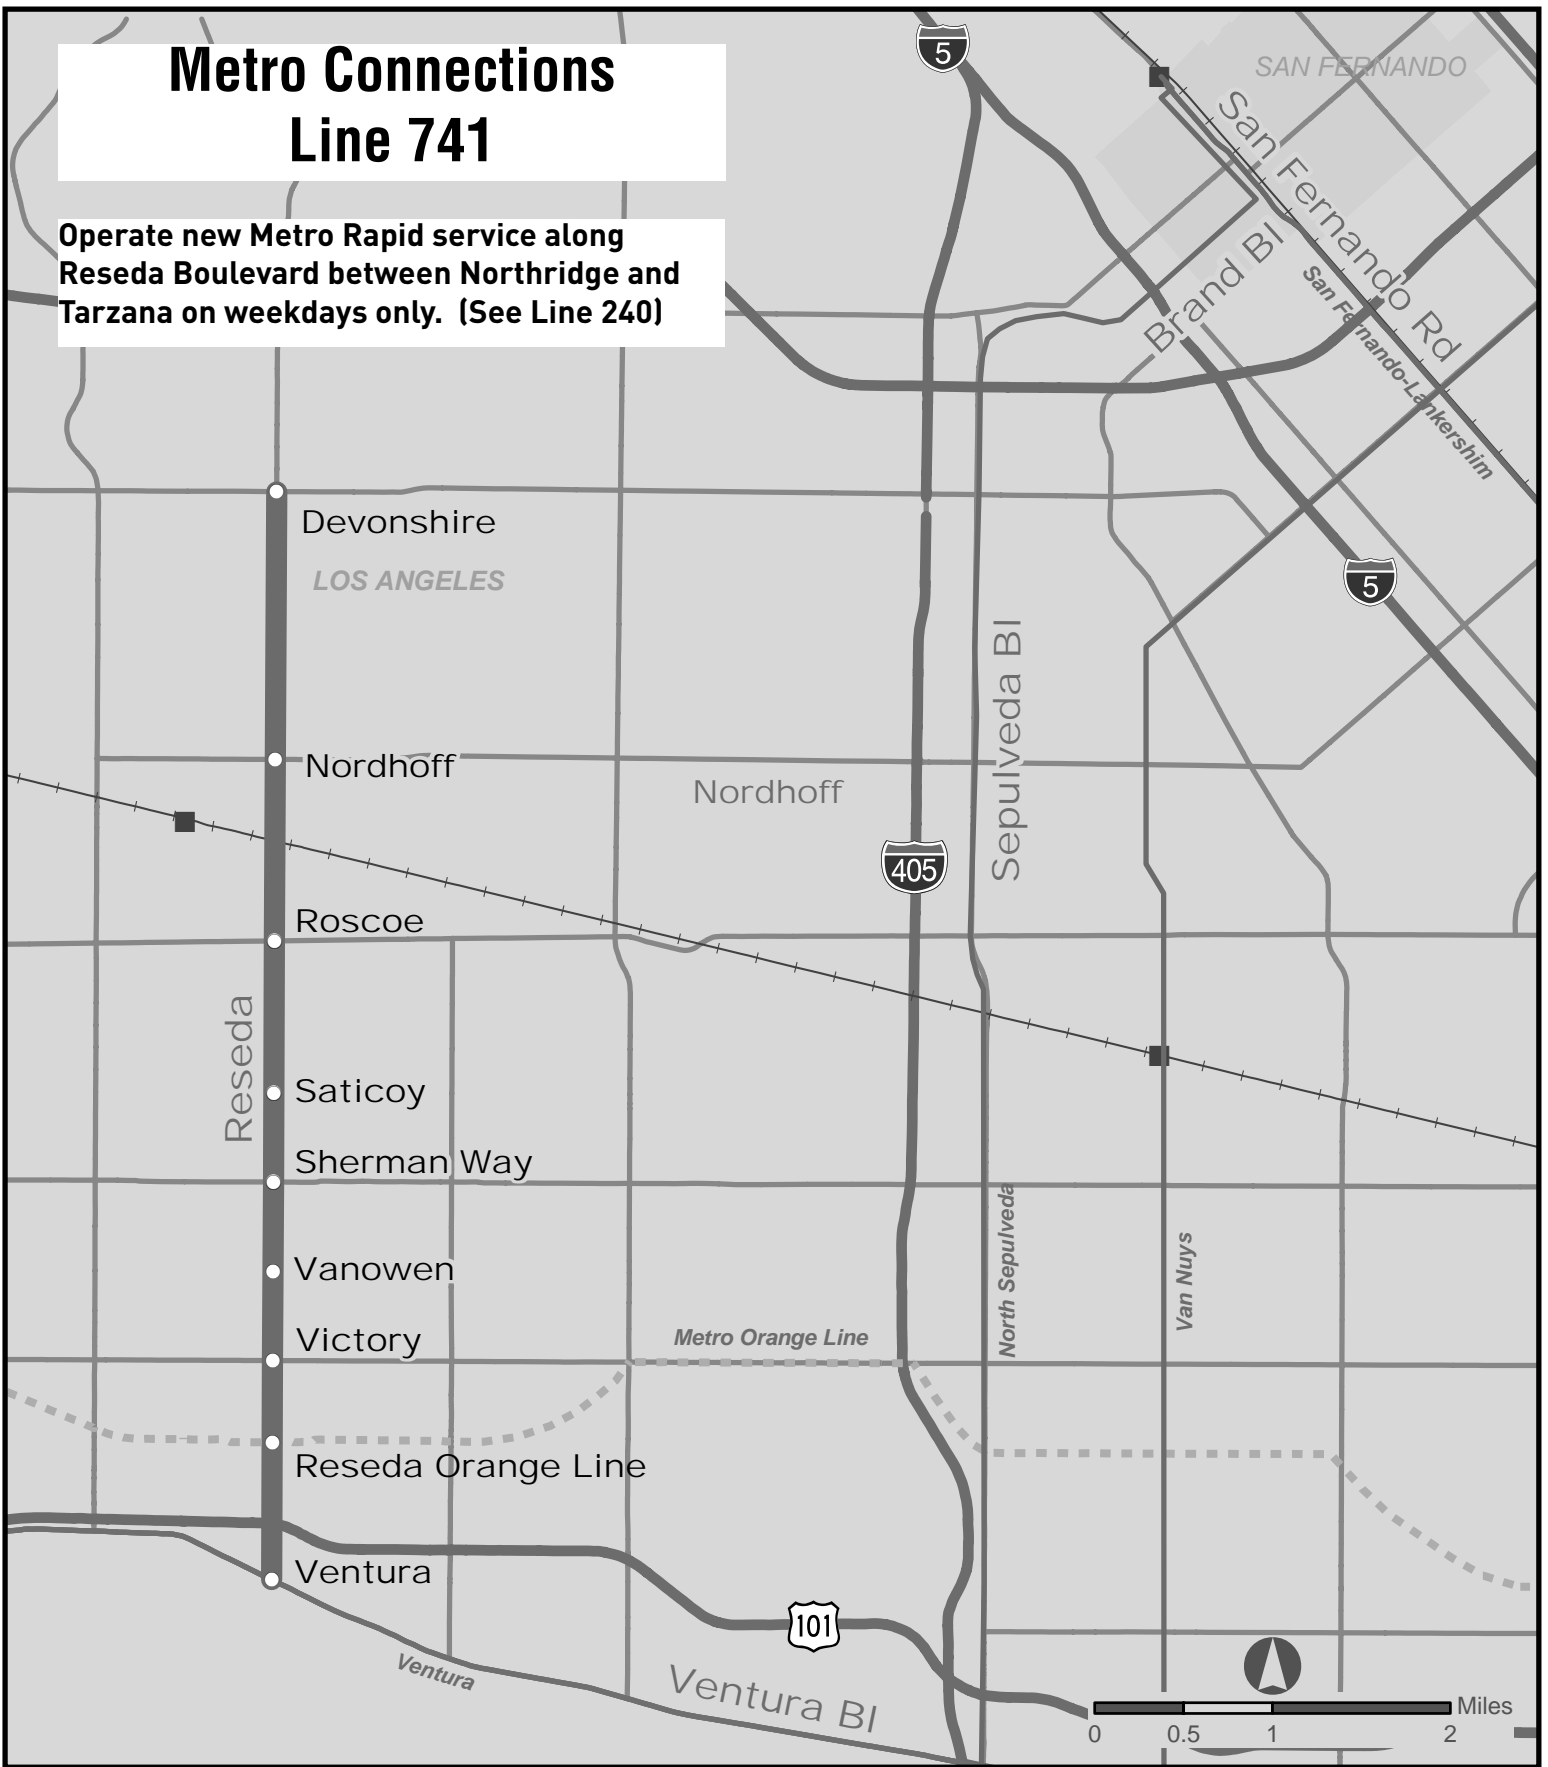 Metro Connections
Line 741
Operate new Metro Rapid service along
Reseda Boulevard between Northridge and
Tarzana on weekdays only.  (See Line 240)
5
SAN FERNANDO
San Fernando Rd
Brand Bl
San Fernando-Lankershim
Devonshire
LOS ANGELES
5
Sepulveda Bl
Nordhoff
Nordhoff
405
Roscoe
Reseda
Saticoy
Sherman Way
North Sepulveda
Van Nuys
Vanowen
Victory
Metro Orange Line
Reseda Orange Line
Ventura
101
Ventura
Ventura Bl
Miles
0 0.5 1 2